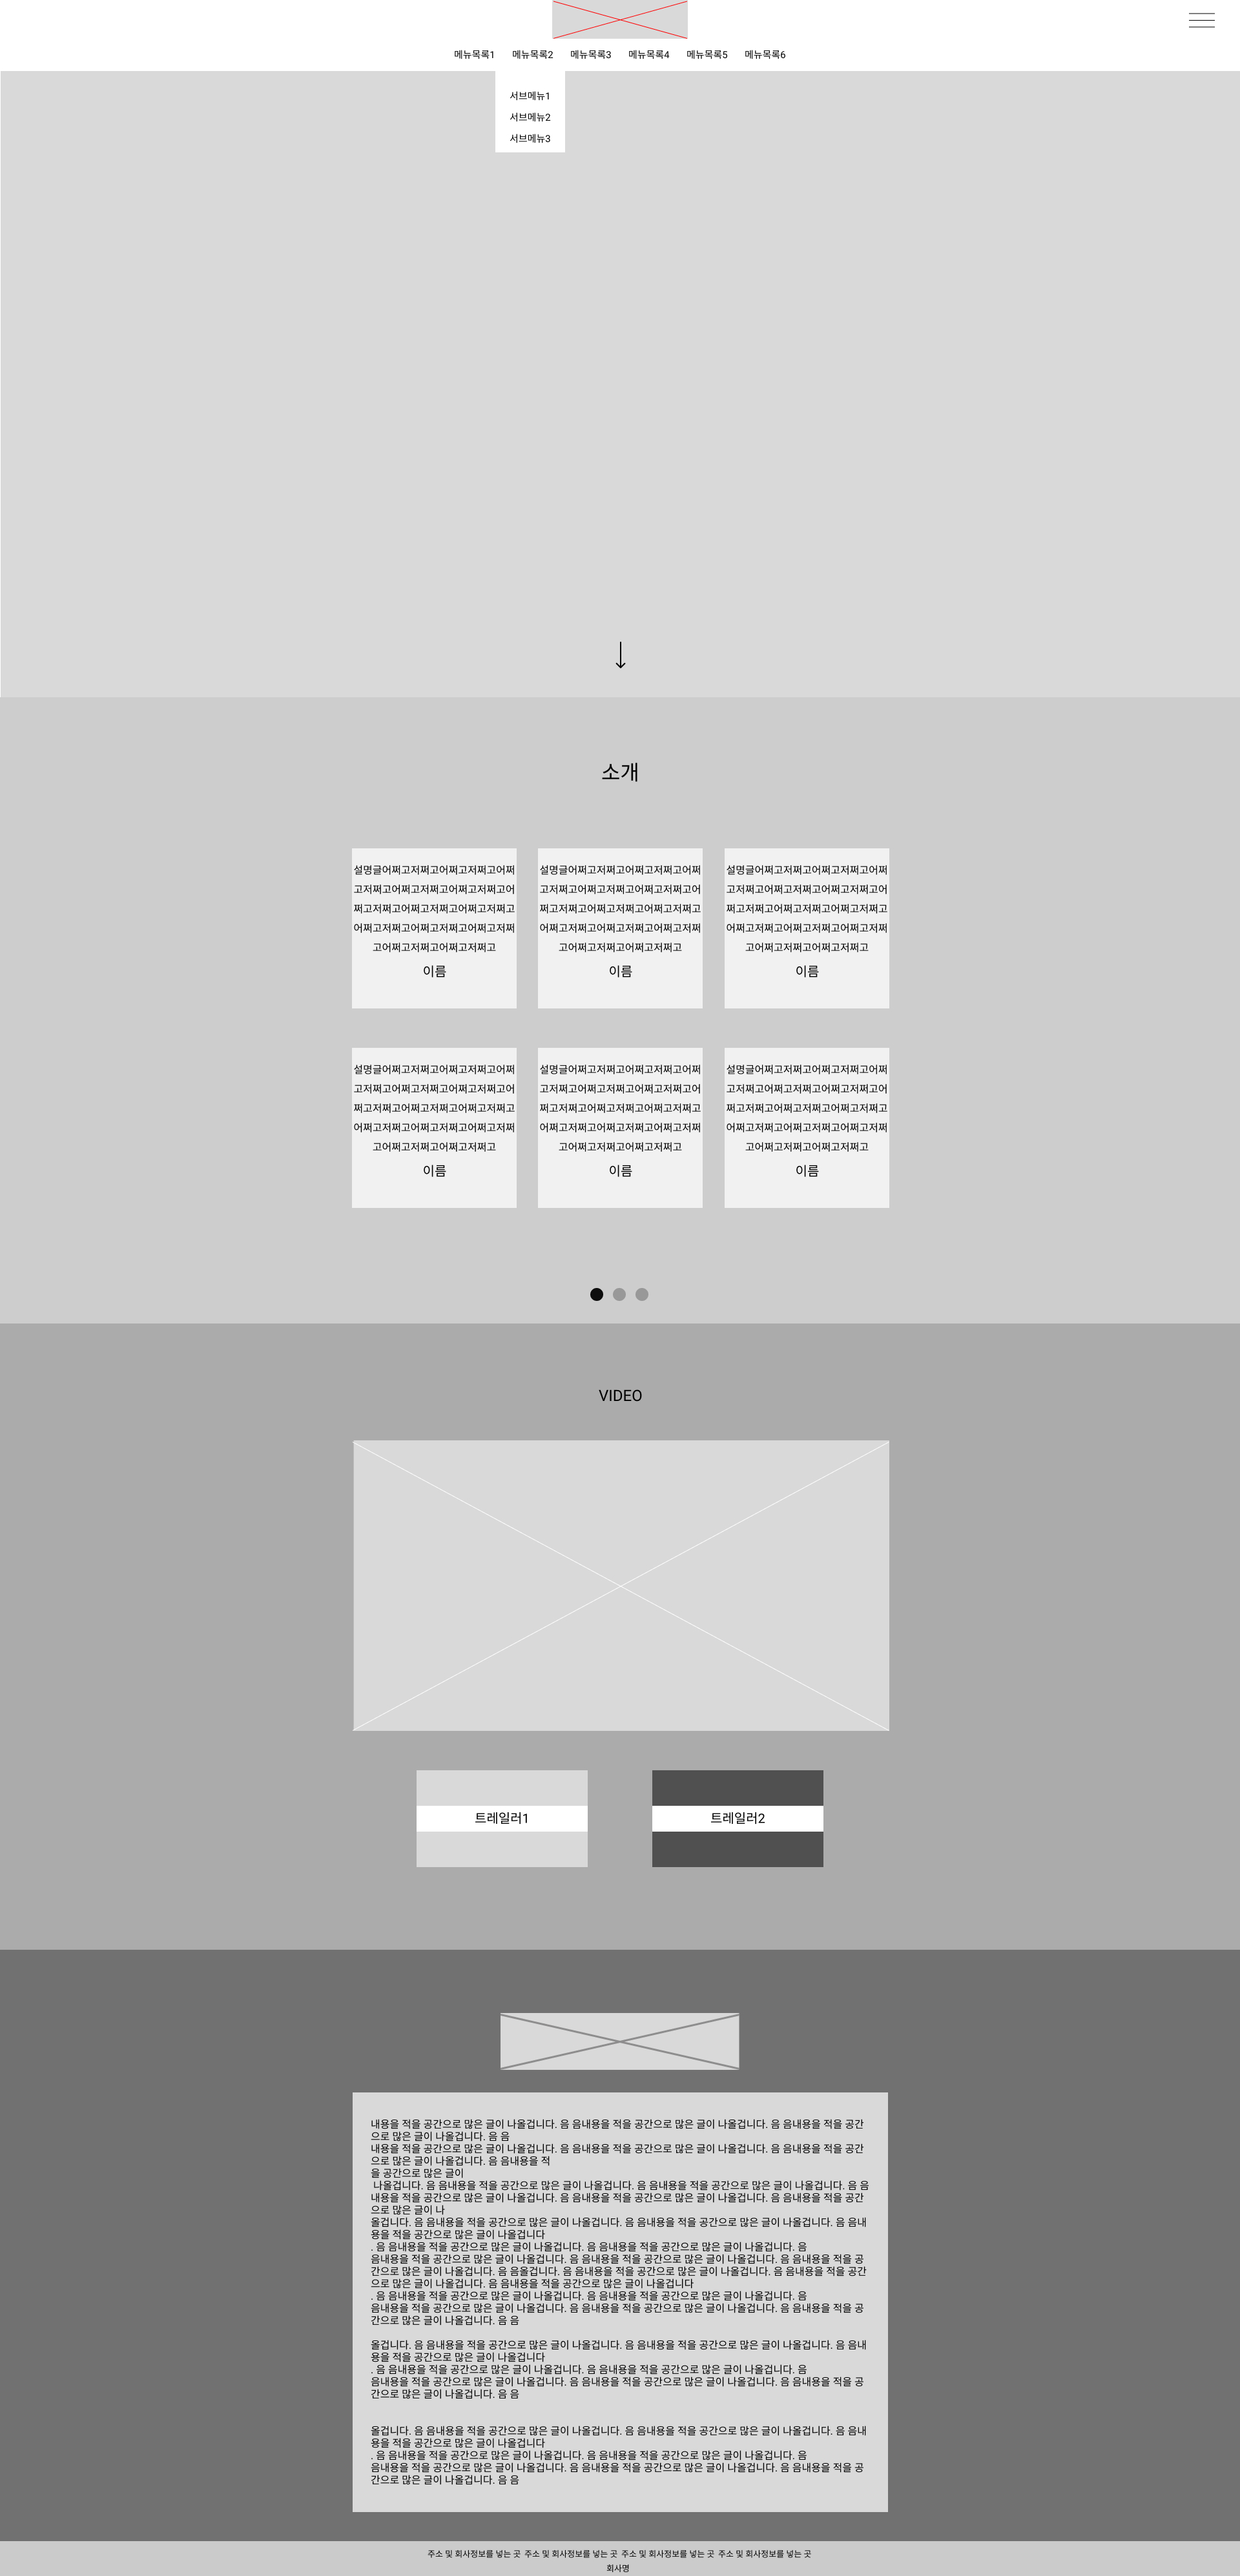 메뉴목록1 메뉴목록2 메뉴목록3 메뉴목록4 메뉴목록5 메뉴목록6
서브메뉴1
서브메뉴2
서브메뉴3
소개
설명글어쩌고저쩌고어쩌고저쩌고어쩌
고저쩌고어쩌고저쩌고어쩌고저쩌고어
쩌고저쩌고어쩌고저쩌고어쩌고저쩌고
어쩌고저쩌고어쩌고저쩌고어쩌고저쩌
고어쩌고저쩌고어쩌고저쩌고
이름
설명글어쩌고저쩌고어쩌고저쩌고어쩌
고저쩌고어쩌고저쩌고어쩌고저쩌고어
쩌고저쩌고어쩌고저쩌고어쩌고저쩌고
어쩌고저쩌고어쩌고저쩌고어쩌고저쩌
고어쩌고저쩌고어쩌고저쩌고
이름
설명글어쩌고저쩌고어쩌고저쩌고어쩌
고저쩌고어쩌고저쩌고어쩌고저쩌고어
쩌고저쩌고어쩌고저쩌고어쩌고저쩌고
어쩌고저쩌고어쩌고저쩌고어쩌고저쩌
고어쩌고저쩌고어쩌고저쩌고
이름
설명글어쩌고저쩌고어쩌고저쩌고어쩌
고저쩌고어쩌고저쩌고어쩌고저쩌고어
쩌고저쩌고어쩌고저쩌고어쩌고저쩌고
어쩌고저쩌고어쩌고저쩌고어쩌고저쩌
고어쩌고저쩌고어쩌고저쩌고
이름
설명글어쩌고저쩌고어쩌고저쩌고어쩌
고저쩌고어쩌고저쩌고어쩌고저쩌고어
쩌고저쩌고어쩌고저쩌고어쩌고저쩌고
어쩌고저쩌고어쩌고저쩌고어쩌고저쩌
고어쩌고저쩌고어쩌고저쩌고
이름
설명글어쩌고저쩌고어쩌고저쩌고어쩌
고저쩌고어쩌고저쩌고어쩌고저쩌고어
쩌고저쩌고어쩌고저쩌고어쩌고저쩌고
어쩌고저쩌고어쩌고저쩌고어쩌고저쩌
고어쩌고저쩌고어쩌고저쩌고
이름
VIDEO
트레일러1
트레일러2
내용을 적을 공간으로 많은 글이 나올겁니다. 음 음내용을 적을 공간으로 많은 글이 나올겁니다. 음 음내용을 적을 공간
으로 많은 글이 나올겁니다. 음 음
내용을 적을 공간으로 많은 글이 나올겁니다. 음 음내용을 적을 공간으로 많은 글이 나올겁니다. 음 음내용을 적을 공간
으로 많은 글이 나올겁니다. 음 음내용을 적
을 공간으로 많은 글이
나올겁니다. 음 음내용을 적을 공간으로 많은 글이 나올겁니다. 음 음내용을 적을 공간으로 많은 글이 나올겁니다. 음 음
내용을 적을 공간으로 많은 글이 나올겁니다. 음 음내용을 적을 공간으로 많은 글이 나올겁니다. 음 음내용을 적을 공간
으로 많은 글이 나
올겁니다. 음 음내용을 적을 공간으로 많은 글이 나올겁니다. 음 음내용을 적을 공간으로 많은 글이 나올겁니다. 음 음내
용을 적을 공간으로 많은 글이 나올겁니다
. 음 음내용을 적을 공간으로 많은 글이 나올겁니다. 음 음내용을 적을 공간으로 많은 글이 나올겁니다. 음
음내용을 적을 공간으로 많은 글이 나올겁니다. 음 음내용을 적을 공간으로 많은 글이 나올겁니다. 음 음내용을 적을 공
간으로 많은 글이 나올겁니다. 음 음올겁니다. 음 음내용을 적을 공간으로 많은 글이 나올겁니다. 음 음내용을 적을 공간
으로 많은 글이 나올겁니다. 음 음내용을 적을 공간으로 많은 글이 나올겁니다
. 음 음내용을 적을 공간으로 많은 글이 나올겁니다. 음 음내용을 적을 공간으로 많은 글이 나올겁니다. 음
음내용을 적을 공간으로 많은 글이 나올겁니다. 음 음내용을 적을 공간으로 많은 글이 나올겁니다. 음 음내용을 적을 공
간으로 많은 글이 나올겁니다. 음 음
올겁니다. 음 음내용을 적을 공간으로 많은 글이 나올겁니다. 음 음내용을 적을 공간으로 많은 글이 나올겁니다. 음 음내
용을 적을 공간으로 많은 글이 나올겁니다
. 음 음내용을 적을 공간으로 많은 글이 나올겁니다. 음 음내용을 적을 공간으로 많은 글이 나올겁니다. 음
음내용을 적을 공간으로 많은 글이 나올겁니다. 음 음내용을 적을 공간으로 많은 글이 나올겁니다. 음 음내용을 적을 공
간으로 많은 글이 나올겁니다. 음 음
올겁니다. 음 음내용을 적을 공간으로 많은 글이 나올겁니다. 음 음내용을 적을 공간으로 많은 글이 나올겁니다. 음 음내
용을 적을 공간으로 많은 글이 나올겁니다
. 음 음내용을 적을 공간으로 많은 글이 나올겁니다. 음 음내용을 적을 공간으로 많은 글이 나올겁니다. 음
음내용을 적을 공간으로 많은 글이 나올겁니다. 음 음내용을 적을 공간으로 많은 글이 나올겁니다. 음 음내용을 적을 공
간으로 많은 글이 나올겁니다. 음 음
주소 및 회사정보를 넣는 곳 주소 및 회사정보를 넣는 곳 주소 및 회사정보를 넣는 곳 주소 및 회사정보를 넣는 곳
회사명